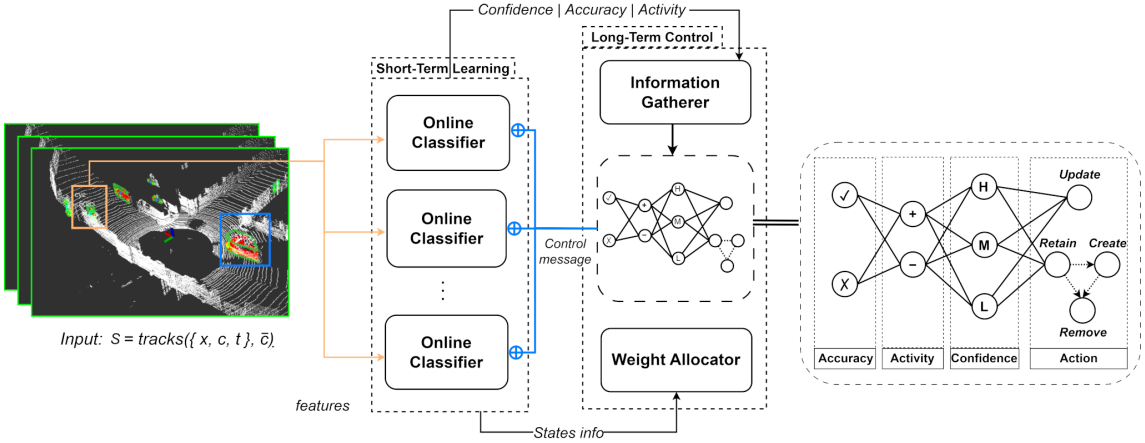 Confidence | Accuracy | Activity
Short-Term Learning
Online
Classifier
Online
Classifier
Online
Classifier
Long-Term Control
Information
Gatherer
✓
X
+
−
H
M
L
Control
message
Weight Allocator
✓
X
+
−
H
M
L
Update
Retain
Create
Remove
Accuracy
Activity
Confidence
Action
Input: S = tracks({ x, c, t }, c̄)
features
States info